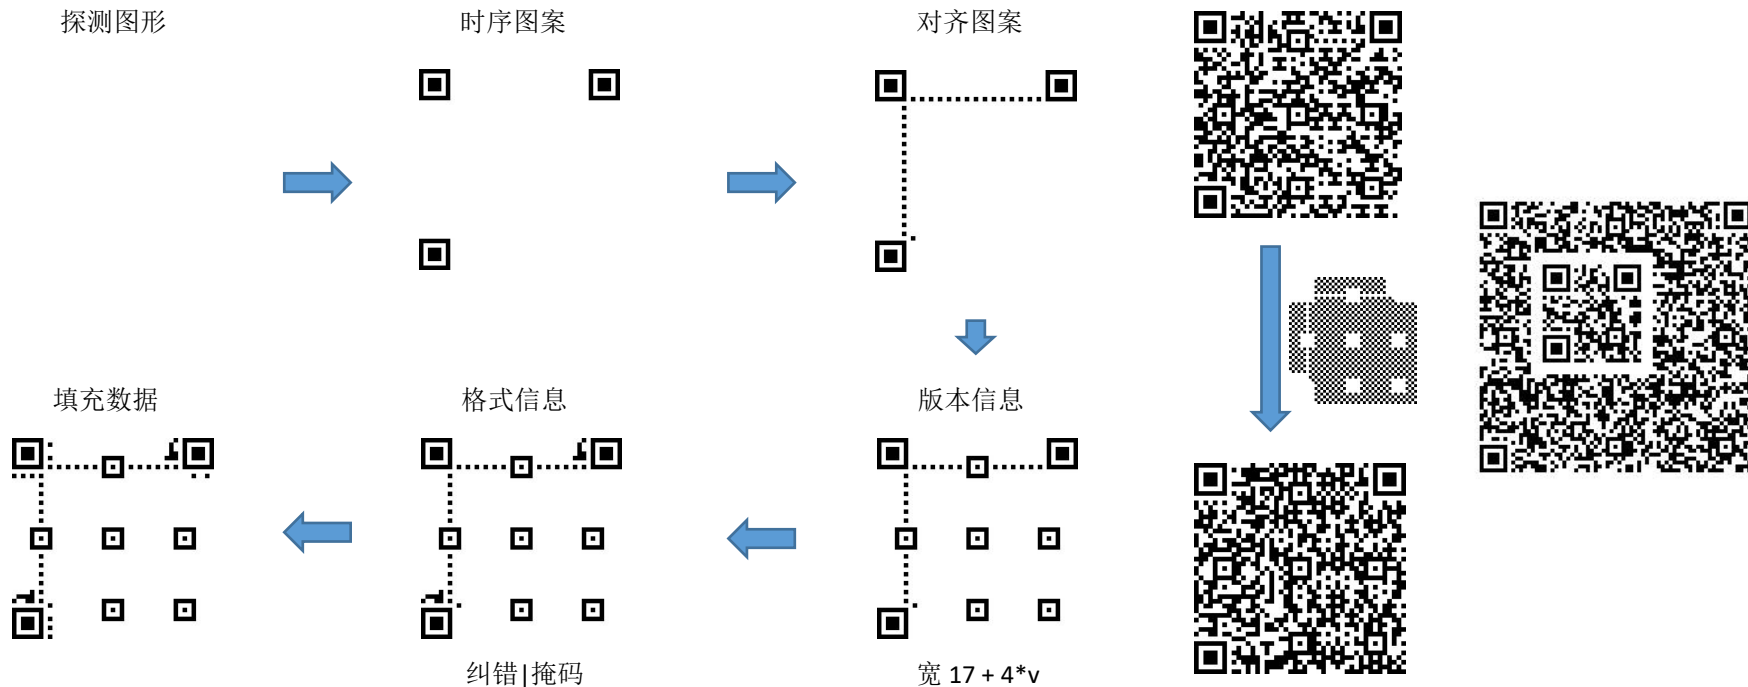 探测图形
时序图案
对齐图案
填充数据
格式信息
版本信息
纠错|掩码
宽 17 + 4*v